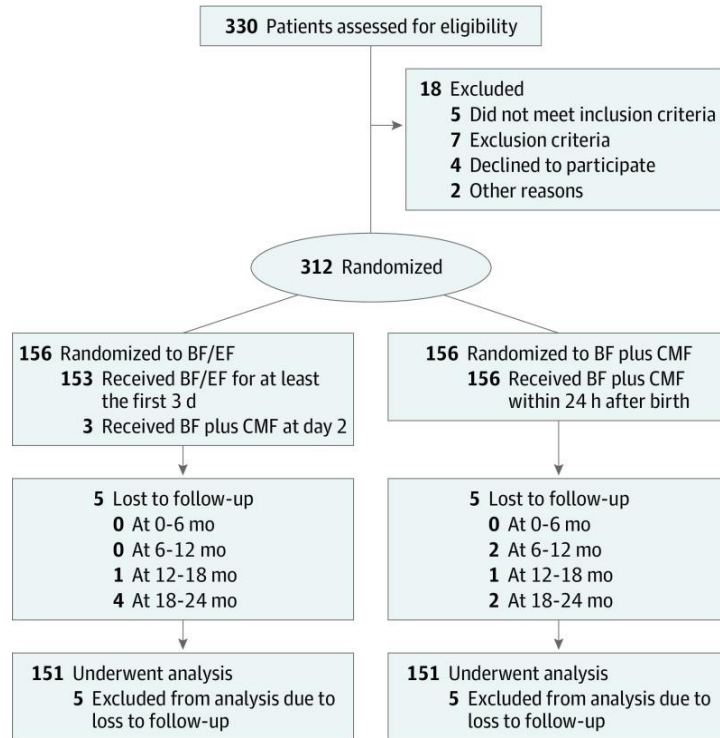 330 Patients assessed for eligibility
18 Excluded
5 Did not meet inclusion criteria
7 Exclusion criteria
4 Declined to participate
2 Other reasons
312 Randomized
156 Randomized to BF/EF
153 Received BF/EF for at least
the first 3 d
3 Received BF plus CMF at day 2
156 Randomized to BF plus CMF
156 Received BF plus CMF
within 24 h after birth
5 Lost to follow-up
0 At 0-6 mo
0 At 6-12 mo
1 At 12-18 mo
4 At 18-24 mo
5 Lost to follow-up
0 At 0-6 mo
2 At 6-12 mo
1 At 12-18 mo
2 At 18-24 mo
151 Underwent analysis
5 Excluded from analysis due to
loss to follow-up
151 Underwent analysis
5 Excluded from analysis due to
loss to follow-up